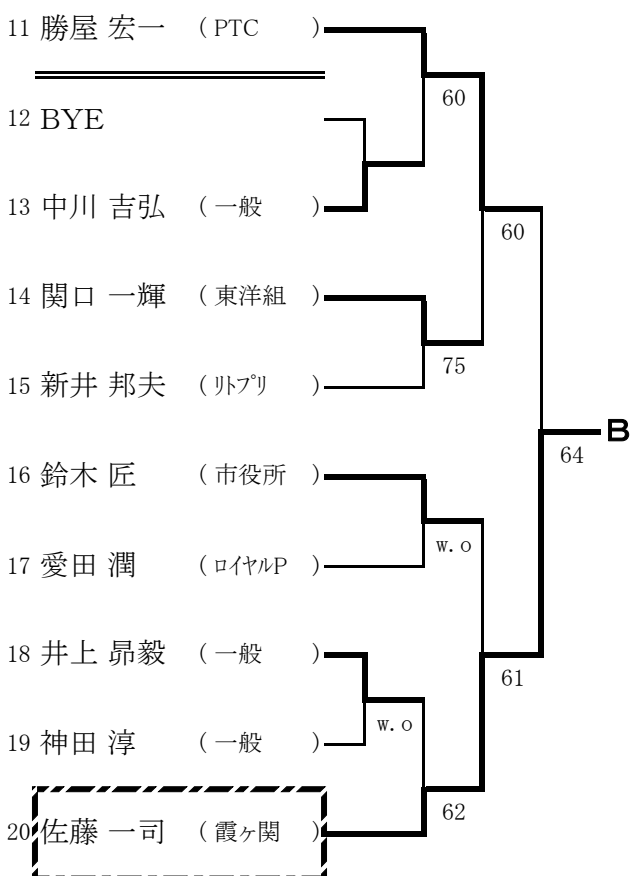 11 勝屋 宏一 ( PTC )
60
12 BYE
13 中川 吉弘 ( 一般 )
60
14 関口 一輝 ( 東洋組 )
75
15 新井 邦夫 ( ﾘﾄﾌﾟﾘ )
B
64
16 鈴木 匠 ( 市役所 )
w.o
17 愛田 潤 ( ﾛｲﾔﾙP )
18 井上 昂毅 ( 一般 )
61
w.o
19 神田 淳 ( 一般 )
62
20 佐藤 一司 ( 霞ヶ関 )